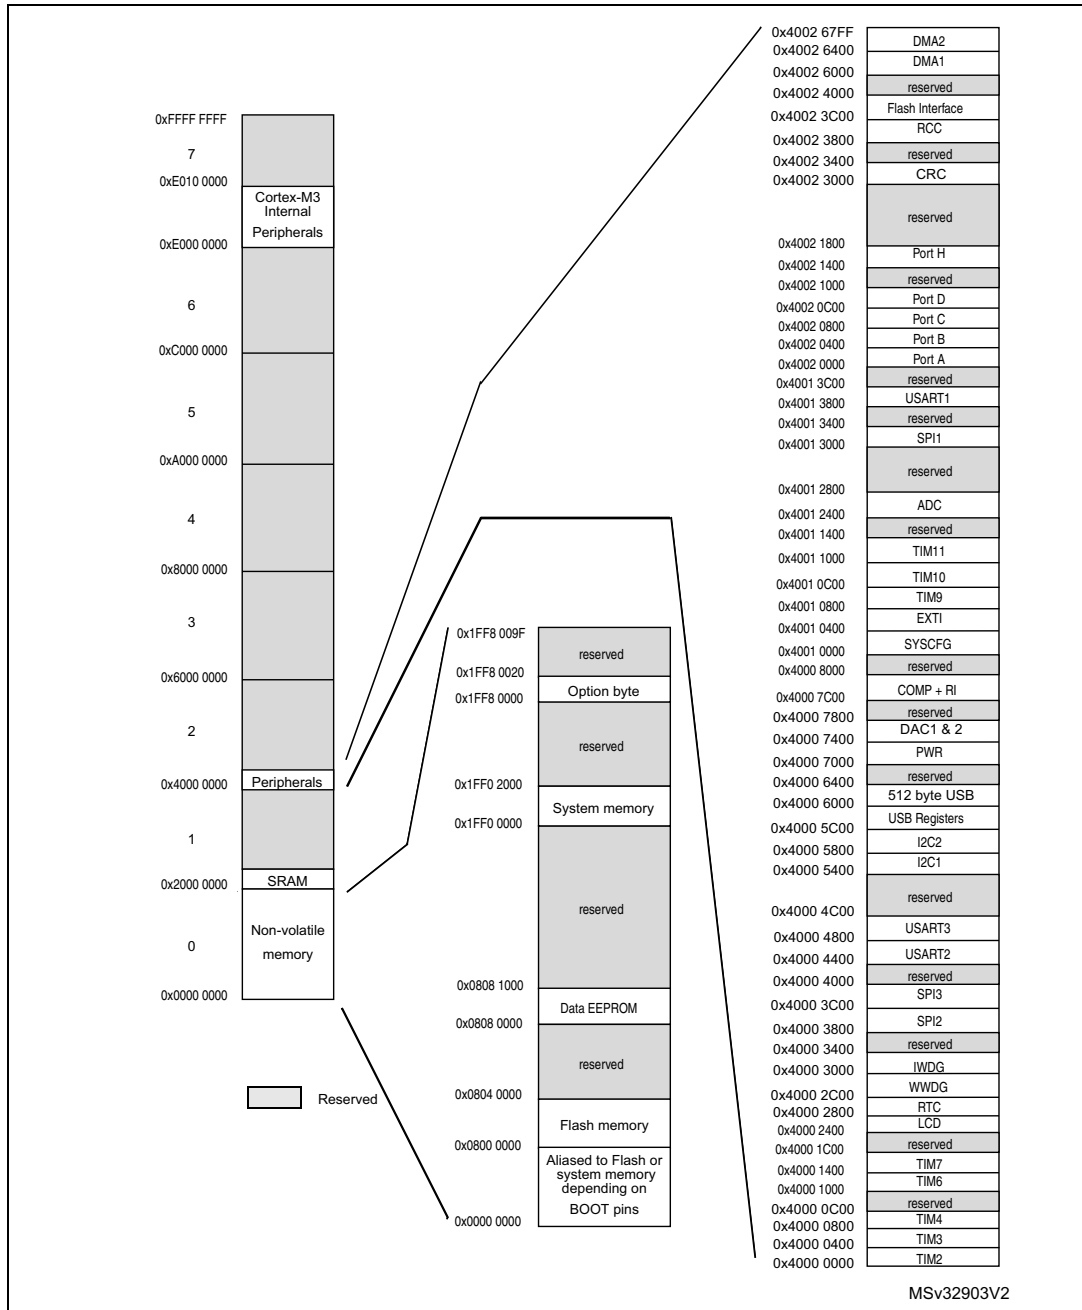 0xFFFF FFFF
7
0xE010 0000
Cortex-M3
Internal
Peripherals
0xE000 0000
6
0xC000 0000
5
0xA000 0000
4
0x8000 0000
3
0x6000 0000
2
0x4000 0000
Peripherals
1
0x2000 0000
SRAM
Non-volatile
memory
0
0x0000 0000
Reserved
0x1FF8 009F
reserved
0x1FF8 0020
Option byte
0x1FF8 0000
reserved
0x1FF0 2000
System memory
0x1FF0 0000
reserved
0x0808 1000
Data EEPROM
0x0808 0000
reserved
0x0804 0000
Flash memory
0x0800 0000
Aliased to Flash or
system memory
depending on
BOOT pins
0x0000 0000
0x4002 67FF
DMA2
0x4002 6400
DMA1
0x4002 6000
reserved
0x4002 4000
Flash Interface
0x4002 3C00
RCC
0x4002 3800
reserved
0x4002 3400
CRC
0x4002 3000
reserved
0x4002 1800
Port H
0x4002 1400
reserved
0x4002 1000
Port D
0x4002 0C00
Port C
0x4002 0800
Port B
0x4002 0400
Port A
0x4002 0000
reserved
0x4001 3C00
USART1
0x4001 3800
reserved
0x4001 3400
SPI1
0x4001 3000
reserved
0x4001 2800
ADC
0x4001 2400
reserved
0x4001 1400
TIM11
0x4001 1000
TIM10
0x4001 0C00
TIM9
0x4001 0800
EXTI
0x4001 0400
SYSCFG
0x4001 0000
reserved
0x4000 8000
COMP + RI
0x4000 7C00
reserved
0x4000 7800
DAC1 & 2
0x4000 7400
PWR
0x4000 7000
reserved
0x4000 6400
512 byte USB
0x4000 6000
USB Registers
0x4000 5C00
I2C2
0x4000 5800
I2C1
0x4000 5400
reserved
0x4000 4C00
USART3
0x4000 4800
USART2
0x4000 4400
reserved
0x4000 4000
SPI3
0x4000 3C00
SPI2
0x4000 3800
reserved
0x4000 3400
IWDG
0x4000 3000
WWDG
0x4000 2C00
RTC
0x4000 2800
LCD
0x4000 2400
reserved
0x4000 1C00
TIM7
0x4000 1400
TIM6
0x4000 1000
reserved
0x4000 0C00
TIM4
0x4000 0800
TIM3
0x4000 0400
TIM2
0x4000 0000
MSv32903V2